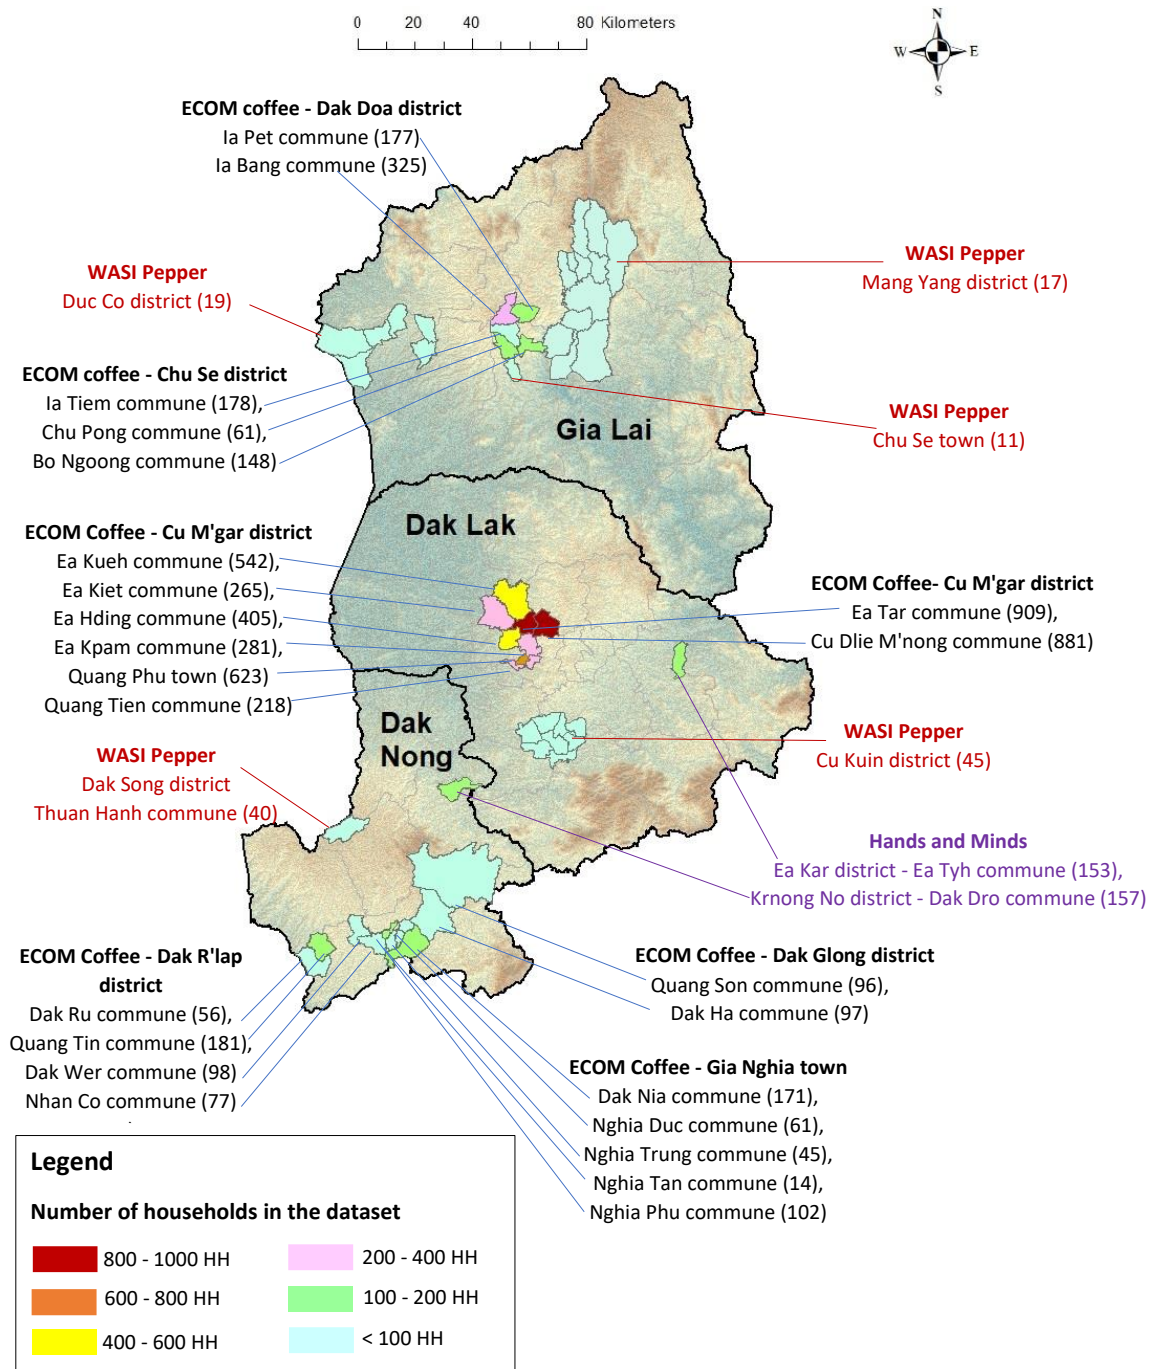 0 20 40 80 Kilometers
N
W E
S
ECOM coffee - Dak Doa district
Ia Pet commune (177)
Ia Bang commune (325)
WASI Pepper
Duc Co district (19)
WASI Pepper
Mang Yang district (17)
ECOM coffee - Chu Se district
Ia Tiem commune (178),
Chu Pong commune (61),
Bo Ngoong commune (148)
WASI Pepper
Chu Se town (11)
Gia Lai
Dak Lak
ECOM Coffee - Cu M'gar district
Ea Kueh commune (542),
Ea Kiet commune (265),
Ea Hding commune (405),
Ea Kpam commune (281),
Quang Phu town (623)
Quang Tien commune (218)
ECOM Coffee- Cu M'gar district
Ea Tar commune (909),
Cu Dlie M'nong commune (881)
Dak
Nong
WASI Pepper
Dak Song district
Thuan Hanh commune (40)
WASI Pepper
Cu Kuin district (45)
Hands and Minds
Ea Kar district - Ea Tyh commune (153),
Krnong No district - Dak Dro commune (157)
ECOM Coffee - Dak R'lap
district
Dak Ru commune (56),
Quang Tin commune (181),
Dak Wer commune (98)
Nhan Co commune (77)
ECOM Coffee - Dak Glong district
Quang Son commune (96),
Dak Ha commune (97)
ECOM Coffee - Gia Nghia town
Dak Nia commune (171),
Nghia Duc commune (61),
Nghia Trung commune (45),
Nghia Tan commune (14),
Nghia Phu commune (102)
Legend
Number of households in the dataset
800 - 1000 HH
600 - 800 HH
400 - 600 HH
200 - 400 HH
100 - 200 HH
< 100 HH